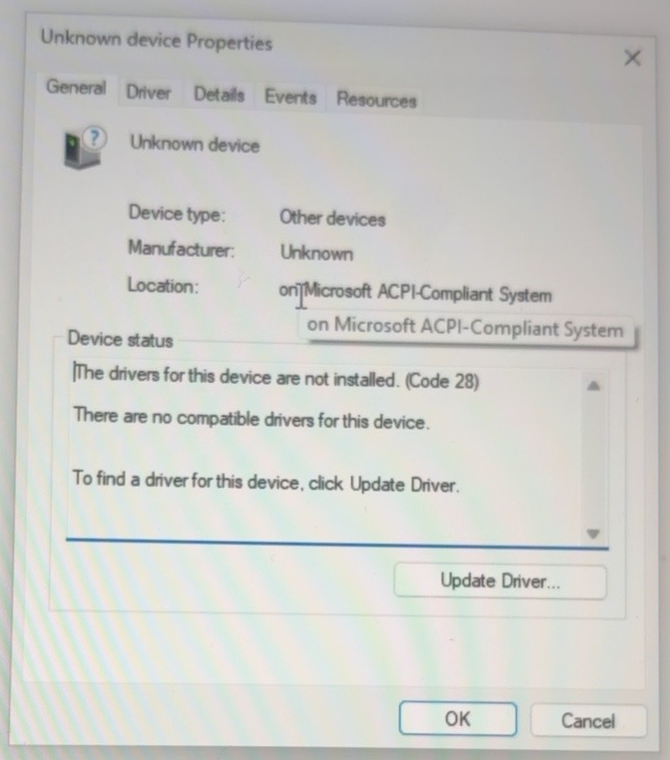 Unknown device Properties
General Driver Details Events Resources
?
Unknown device
Device type: Other devices
Manufacturer: Unknown
Location: on Microsoft ACPI-Compliant System
on Microsoft ACPI-Compliant System
Device status
The drivers for this device are not installed. (Code 28)
There are no compatible drivers for this device.
To find a driver for this device, click Update Driver.
Update Driver...
OK Cancel